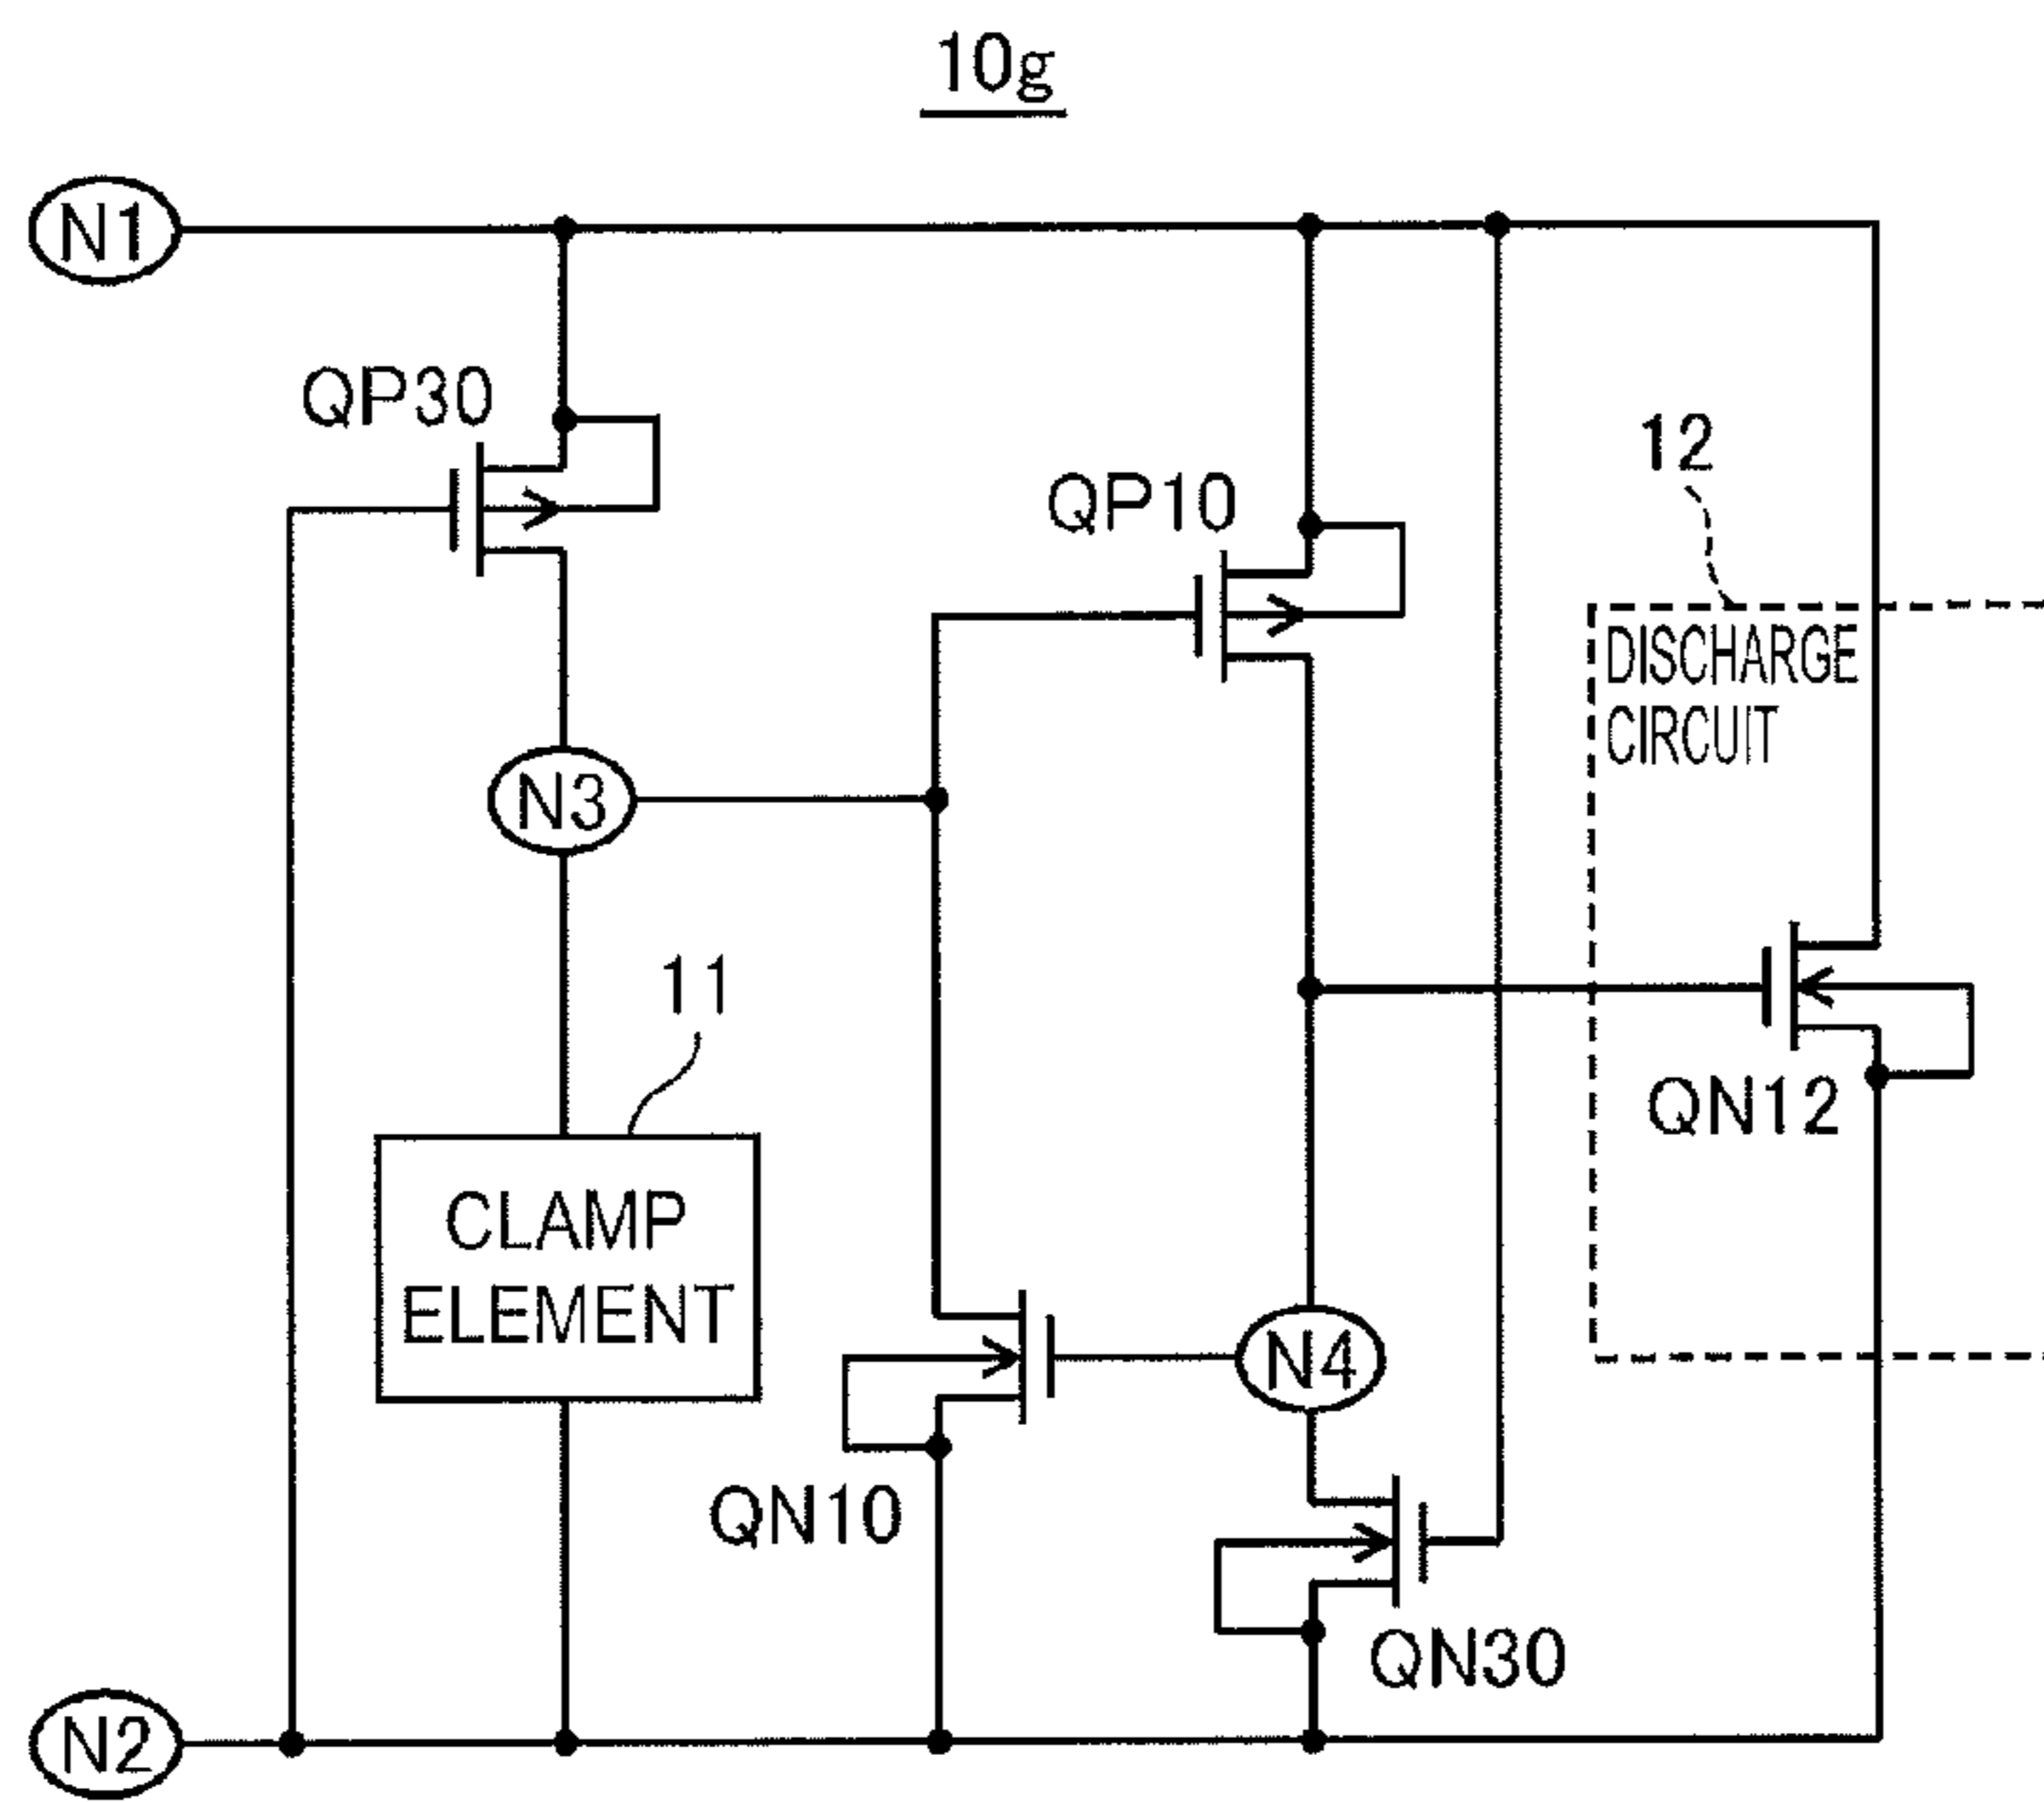 10g
N1
QP30
QP10
12
DISCHARGE
CIRCUIT
N3
11
QN12
CLAMP
ELEMENT
N4
QN10
QN30
N2